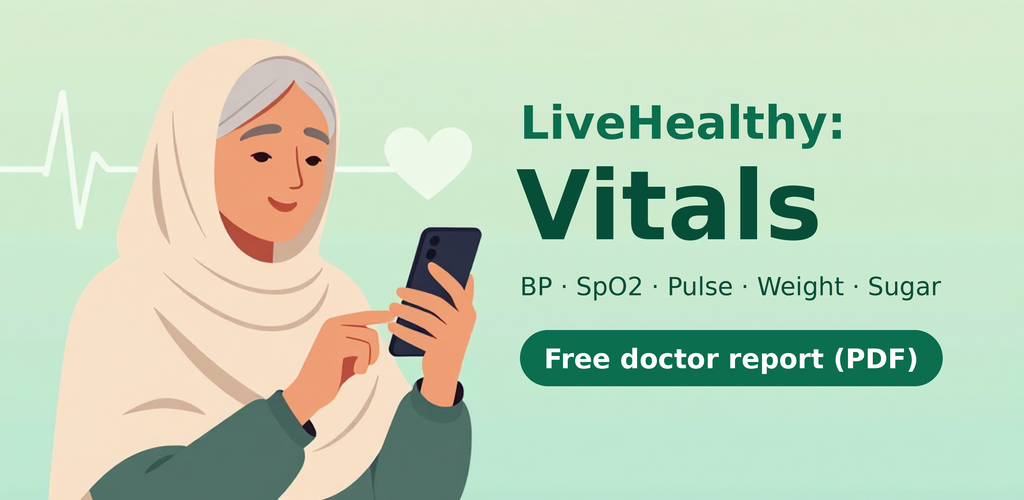 LiveHealthy:
Vitals
BP · SpO2 · Pulse · Weight · Sugar
Free doctor report (PDF)